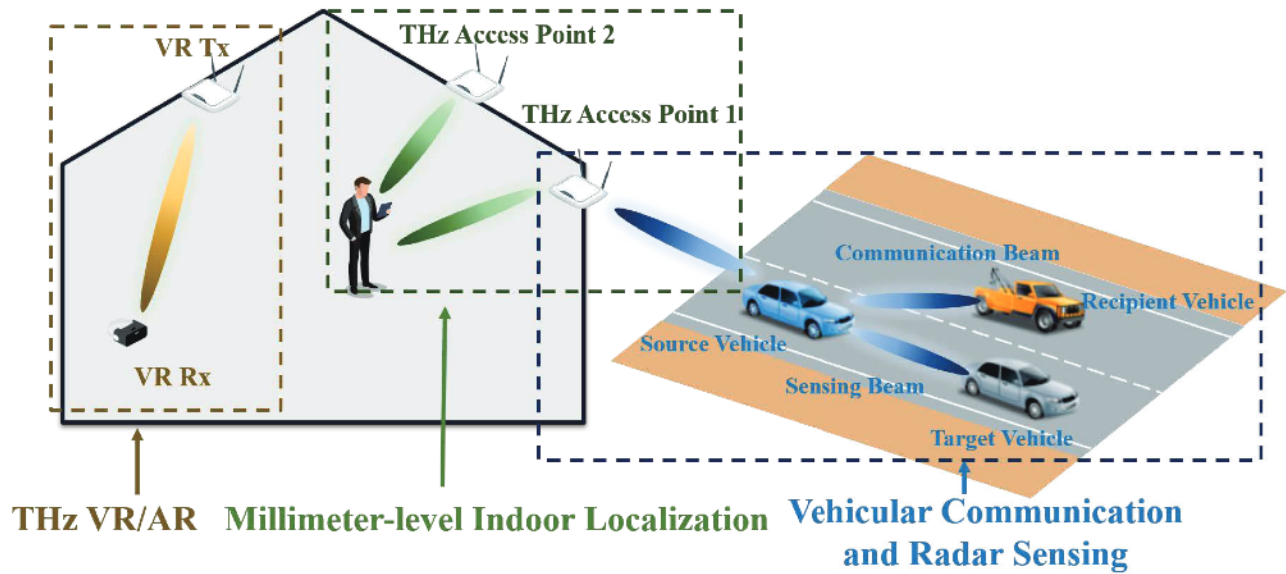 VR Tx
THz Access Point 2
THz Access Point 1
VR Rx
Communication Beam
Recipient Vehicle
Source Vehicle
Sensing Beam
Target Vehicle
THz VR/AR
Millimeter-level Indoor Localization
Vehicular Communication
and Radar Sensing